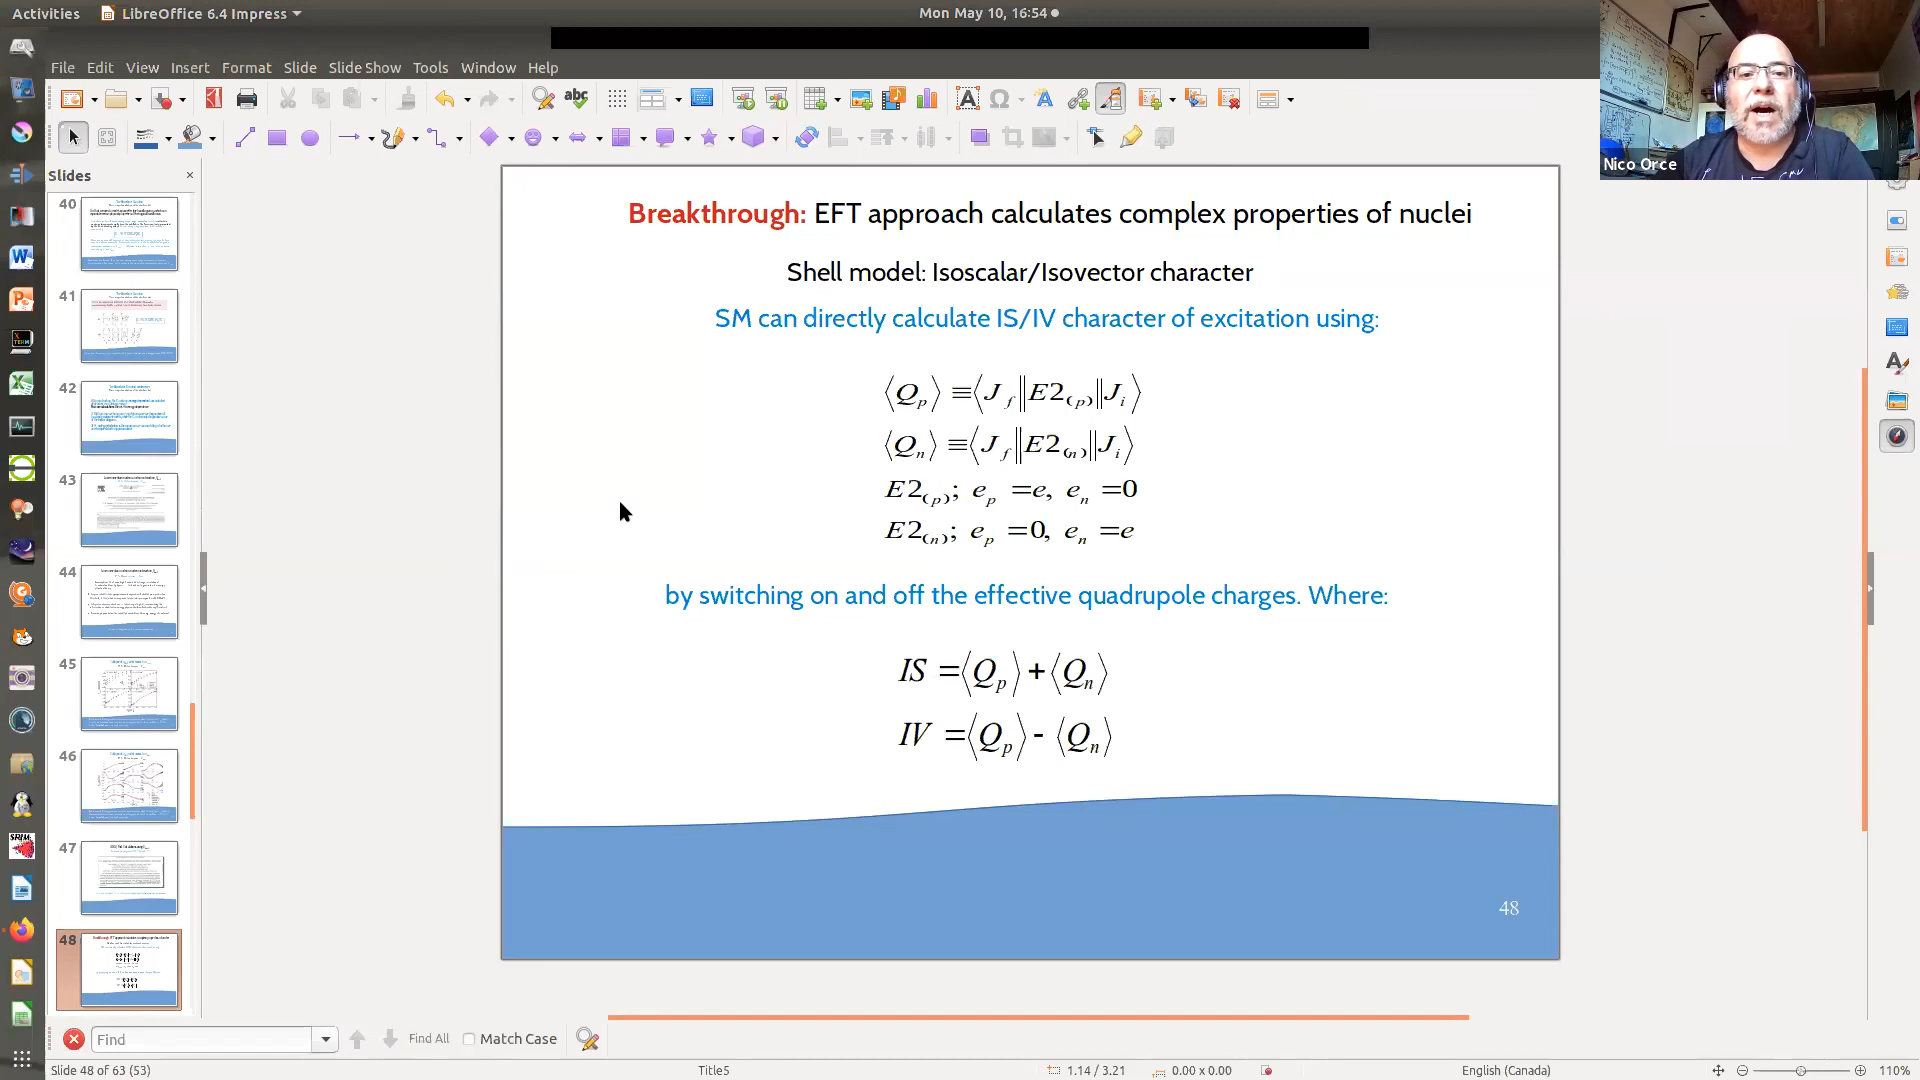 Activities LibreOffice 6.4 Impress Mon May 10, 16:54
File Edit View Insert Format Slide Slide Show Tools Window Help
Nico Orce
Slides
40
41
42
43
44
45
46
47
48
Breakthrough: EFT approach calculates complex properties of nuclei
Shell model: Isoscalar/Isovector character
SM can directly calculate IS/IV character of excitation using:
⟨Q_p⟩ ≡ ⟨J_f‖E2_(p)‖J_i⟩
⟨Q_n⟩ ≡ ⟨J_f‖E2_(n)‖J_i⟩
E2_(p); e_p = e, e_n = 0
E2_(n); e_p = 0, e_n = e
by switching on and off the effective quadrupole charges. Where:
IS = ⟨Q_p⟩ + ⟨Q_n⟩
IV = ⟨Q_p⟩ - ⟨Q_n⟩
48
Find Find All Match Case
Slide 48 of 63 (53) Title5 1.14 / 3.21 0.00 x 0.00 English (Canada) 110%